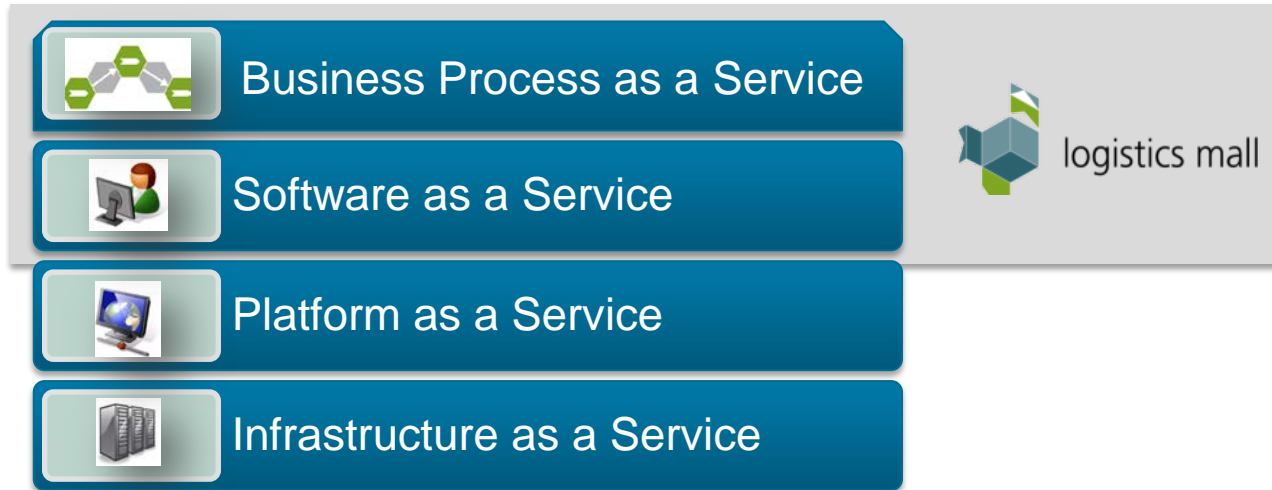 Business Process as a Service
logistics mall
Software as a Service
Platform as a Service
Infrastructure as a Service